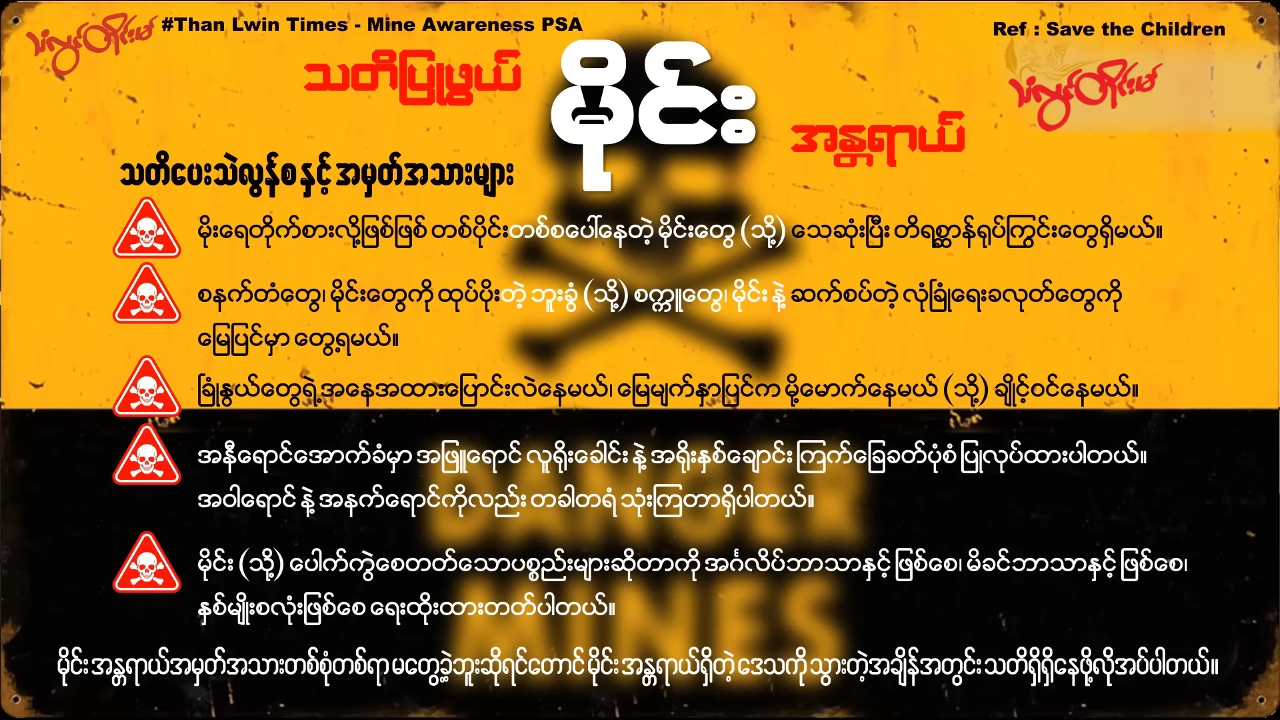 သံလွင်တိုင်းမ်
#Than Lwin Times - Mine Awareness PSA
Ref : Save the Children
သတိပြုဖွယ်
မိုင်း
အန္တရာယ်
သံလွင်တိုင်းမ်
သတိပေးသဲလွန်စ နှင့် အမှတ်အသားများ
မိုးရေတိုက်စားလို့ဖြစ်ဖြစ် တစ်ပိုင်းတစ်စပေါ်နေတဲ့ မိုင်းတွေ (သို့) သေဆုံးပြီး တိရစ္ဆာန်ရုပ်ကြွင်းတွေရှိမယ်။
စနက်တံတွေ၊ မိုင်းတွေကို ထုပ်ပိုးတဲ့ ဘူးခွံ (သို့) စက္ကူတွေ၊ မိုင်း နဲ့ ဆက်စပ်တဲ့ လုံခြုံရေးခလုတ်တွေကို
မြေပြင်မှာ တွေ့ရမယ်။
ခြုံနွယ်တွေရဲ့အနေအထားပြောင်းလဲနေမယ်၊ မြေမျက်နှာပြင်က မို့မောက်နေမယ် (သို့) ချိုင့်ဝင်နေမယ်။
အနီရောင်အောက်ခံမှာ အဖြူရောင် လူရိုးခေါင်း နဲ့ အရိုးနှစ်ချောင်း ကြက်ခြေခတ်ပုံစံ ပြုလုပ်ထားပါတယ်။
အဝါရောင် နဲ့ အနက်ရောင်ကိုလည်း တခါတရံ သုံးကြတာရှိပါတယ်။
မိုင်း (သို့) ပေါက်ကွဲစေတတ်သောပစ္စည်းများဆိုတာကို အင်္ဂလိပ်ဘာသာနှင့် ဖြစ်စေ၊ မိခင်ဘာသာနှင့် ဖြစ်စေ၊
နှစ်မျိုးစလုံးဖြစ်စေ ရေးထိုးထားတတ်ပါတယ်။
မိုင်း အန္တရာယ်အမှတ်အသားတစ်စုံတစ်ရာ မတွေ့ခဲ့ဘူးဆိုရင်တောင် မိုင်း အန္တရာယ်ရှိတဲ့ ဒေသကို သွားတဲ့အချိန်အတွင်း သတိရှိရှိနေဖို့လိုအပ်ပါတယ်။
DANGER
MINES